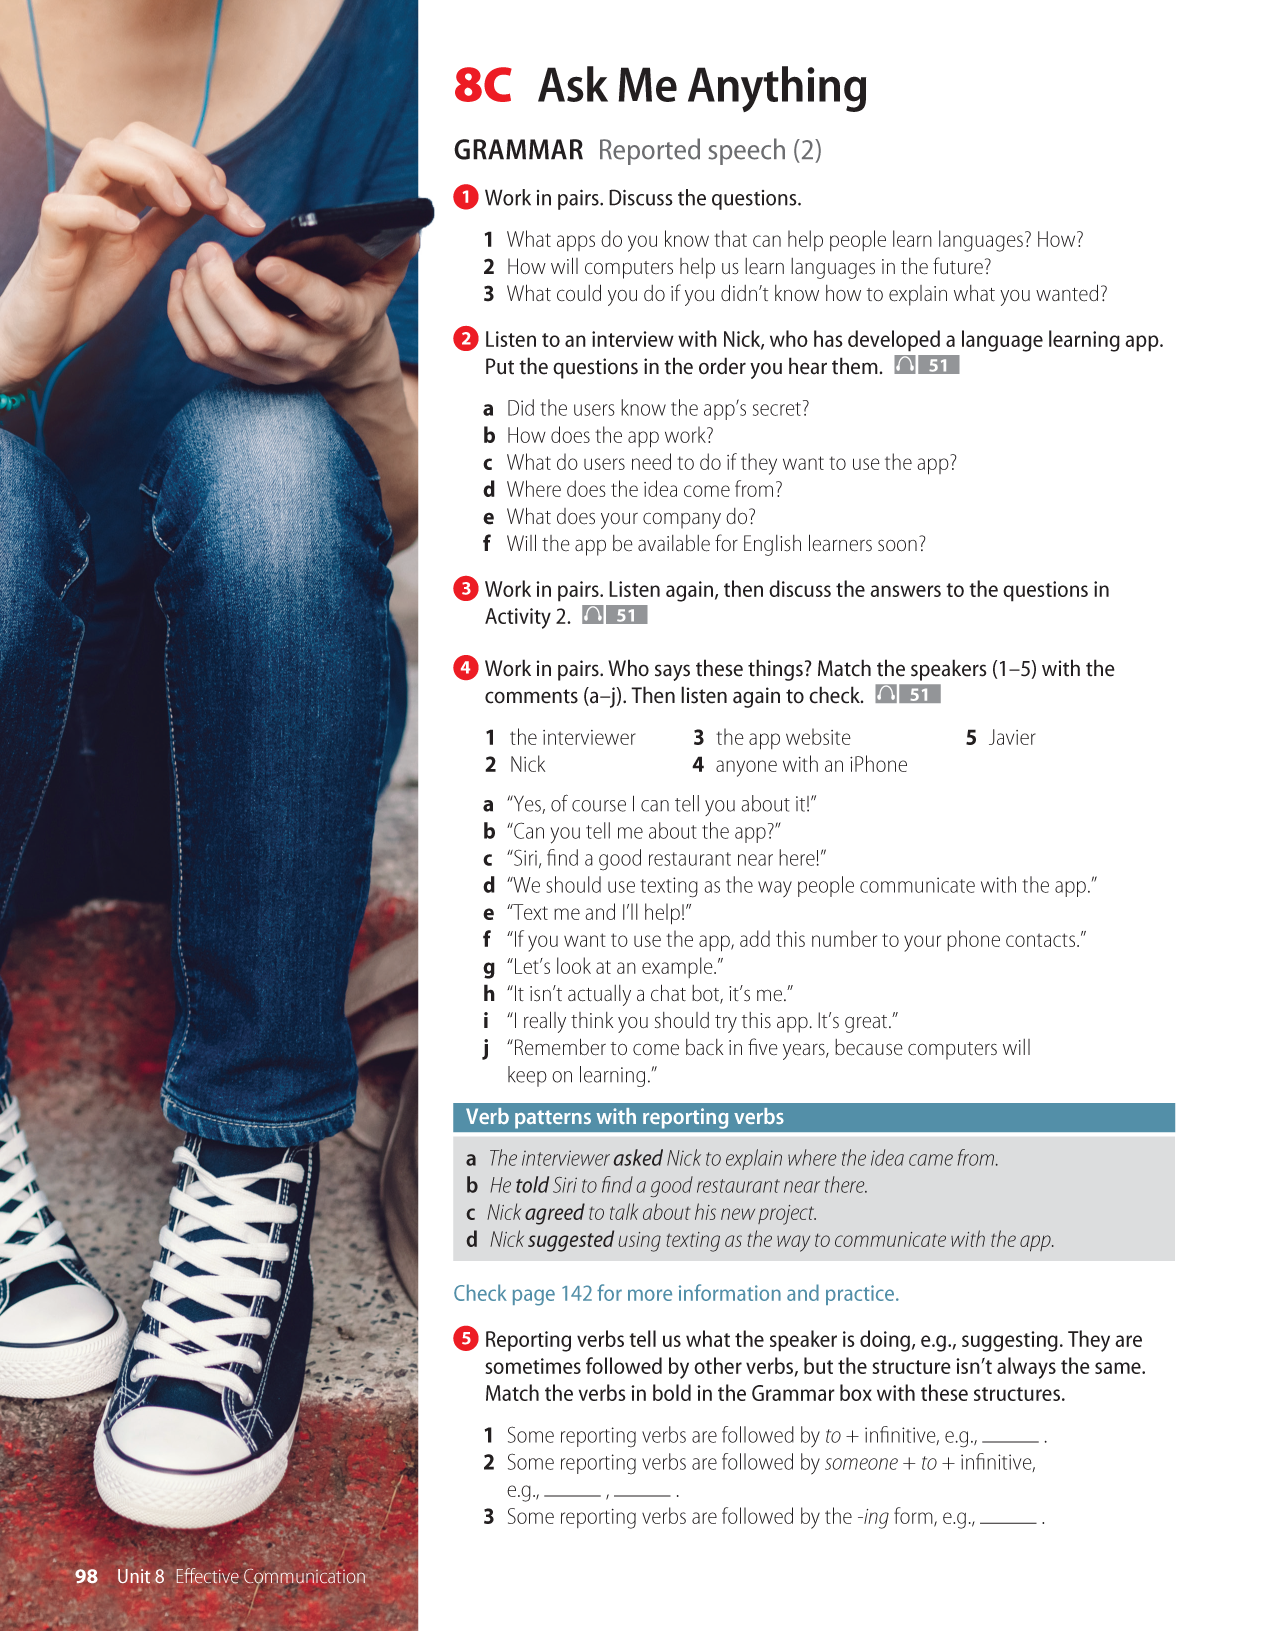 8C Ask Me Anything
GRAMMAR Reported speech (2)
1 Work in pairs. Discuss the questions.
1 What apps do you know that can help people learn languages? How?
2 How will computers help us learn languages in the future?
3 What could you do if you didn’t know how to explain what you wanted?
2 Listen to an interview with Nick, who has developed a language learning app.
Put the questions in the order you hear them. 51
a Did the users know the app’s secret?
b How does the app work?
c What do users need to do if they want to use the app?
d Where does the idea come from?
e What does your company do?
f Will the app be available for English learners soon?
3 Work in pairs. Listen again, then discuss the answers to the questions in
Activity 2. 51
4 Work in pairs. Who says these things? Match the speakers (1–5) with the
comments (a–j). Then listen again to check. 51
1 the interviewer 3 the app website 5 Javier
2 Nick 4 anyone with an iPhone
a “Yes, of course I can tell you about it!”
b “Can you tell me about the app?”
c “Siri, find a good restaurant near here!”
d “We should use texting as the way people communicate with the app.”
e “Text me and I’ll help!”
f “If you want to use the app, add this number to your phone contacts.”
g “Let’s look at an example.”
h “It isn’t actually a chat bot, it’s me.”
i “I really think you should try this app. It’s great.”
j “Remember to come back in five years, because computers will
keep on learning.”
Verb patterns with reporting verbs
a The interviewer asked Nick to explain where the idea came from.
b He told Siri to find a good restaurant near there.
c Nick agreed to talk about his new project.
d Nick suggested using texting as the way to communicate with the app.
Check page 142 for more information and practice.
5 Reporting verbs tell us what the speaker is doing, e.g., suggesting. They are
sometimes followed by other verbs, but the structure isn’t always the same.
Match the verbs in bold in the Grammar box with these structures.
1 Some reporting verbs are followed by to + infinitive, e.g., ______ .
2 Some reporting verbs are followed by someone + to + infinitive,
e.g., ______ , ______ .
3 Some reporting verbs are followed by the -ing form, e.g., ______ .
98 Unit 8 Effective Communication